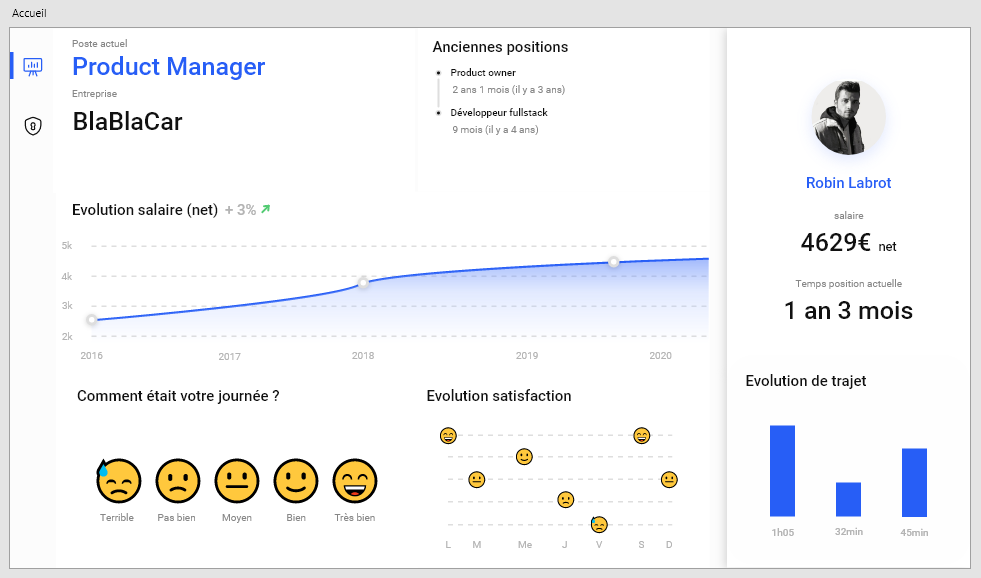 Accueil
Poste actuel
Product Manager
Entreprise
BlaBlaCar
Anciennes positions
Product owner
2 ans 1 mois (il y a 3 ans)
Développeur fullstack
9 mois (il y a 4 ans)
Evolution salaire (net) + 3%
5k
4k
3k
2k
2016 2017 2018 2019 2020
Comment était votre journée ?
Terrible Pas bien Moyen Bien Très bien
Evolution satisfaction
L M Me J V S D
Robin Labrot
salaire
4629€ net
Temps position actuelle
1 an 3 mois
Evolution de trajet
1h05 32min 45min